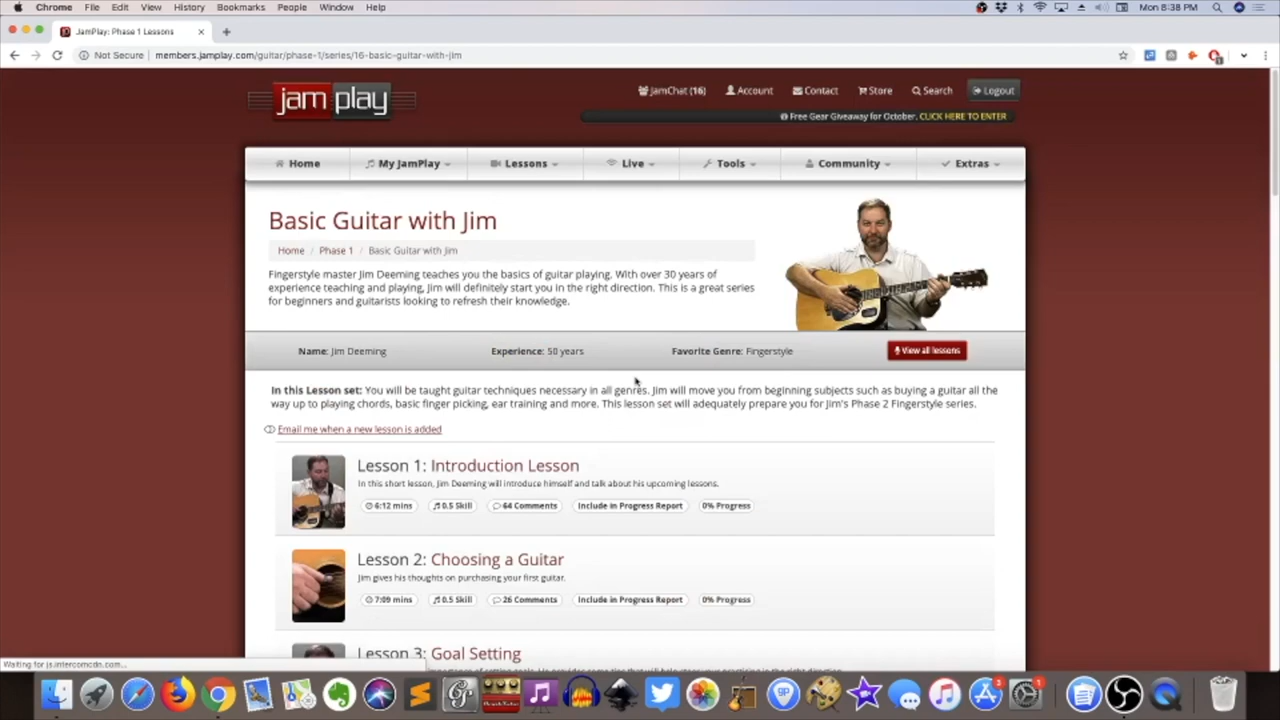 Chrome File Edit View History Bookmarks People Window Help Mon 8:38 PM
JamPlay: Phase 1 Lessons
Not Secure members.jamplay.com/guitar/phase-1/series/16-basic-guitar-with-jim
jam play
JamChat (16) Account Contact Store Search Logout
Free Gear Giveaway for October. CLICK HERE TO ENTER
Home My JamPlay Lessons Live Tools Community Extras
Basic Guitar with Jim
Home / Phase 1 / Basic Guitar with Jim
Fingerstyle master Jim Deeming teaches you the basics of guitar playing. With over 30 years of
experience teaching and playing, Jim will definitely start you in the right direction. This is a great series
for beginners and guitarists looking to refresh their knowledge.
Name: Jim Deeming Experience: 50 years Favorite Genre: Fingerstyle View all lessons
In this Lesson set: You will be taught guitar techniques necessary in all genres. Jim will move you from beginning subjects such as buying a guitar all the
way up to playing chords, basic finger picking, ear training and more. This lesson set will adequately prepare you for Jim's Phase 2 Fingerstyle series.
Email me when a new lesson is added
Lesson 1: Introduction Lesson
In this short lesson, Jim Deeming will introduce himself and talk about his upcoming lessons.
6:12 mins 0.5 Skill 64 Comments Include in Progress Report 0% Progress
Lesson 2: Choosing a Guitar
Jim gives his thoughts on purchasing your first guitar.
7:09 mins 0.5 Skill 26 Comments Include in Progress Report 0% Progress
Lesson 3: Goal Setting
Waiting for js.intercomcdn.com...